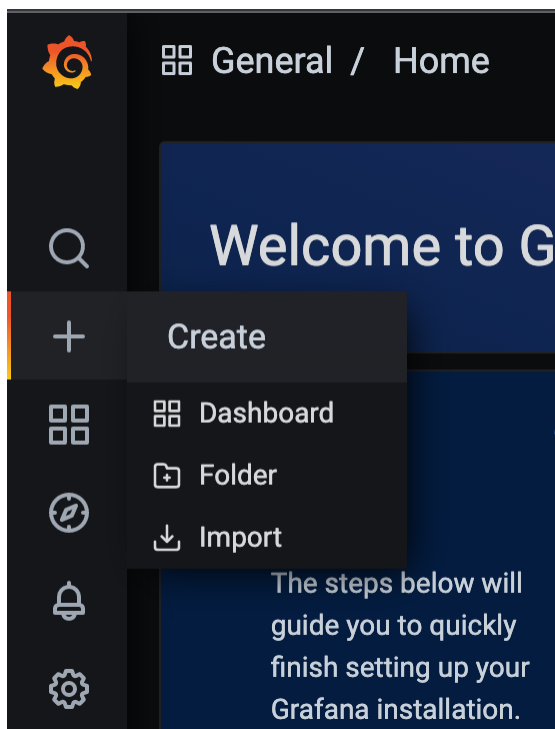 General / Home
Welcome to G
Create
Dashboard
Folder
Import
The steps below will
guide you to quickly
finish setting up your
Grafana installation.